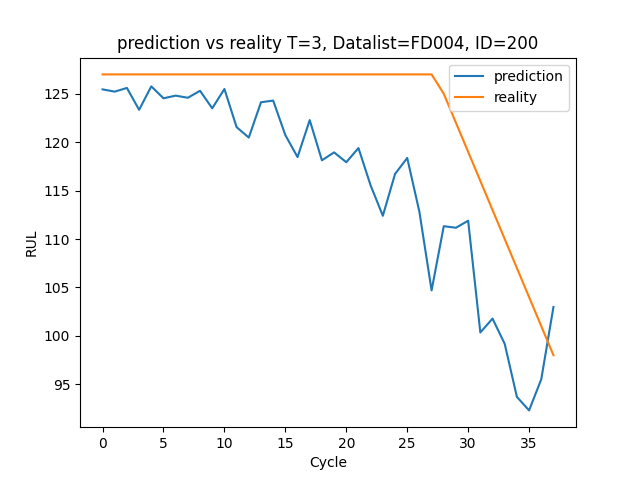 prediction vs reality T=3, Datalist=FD004, ID=200
prediction
reality
125
120
115
110
105
100
95
RUL
0 5 10 15 20 25 30 35
Cycle